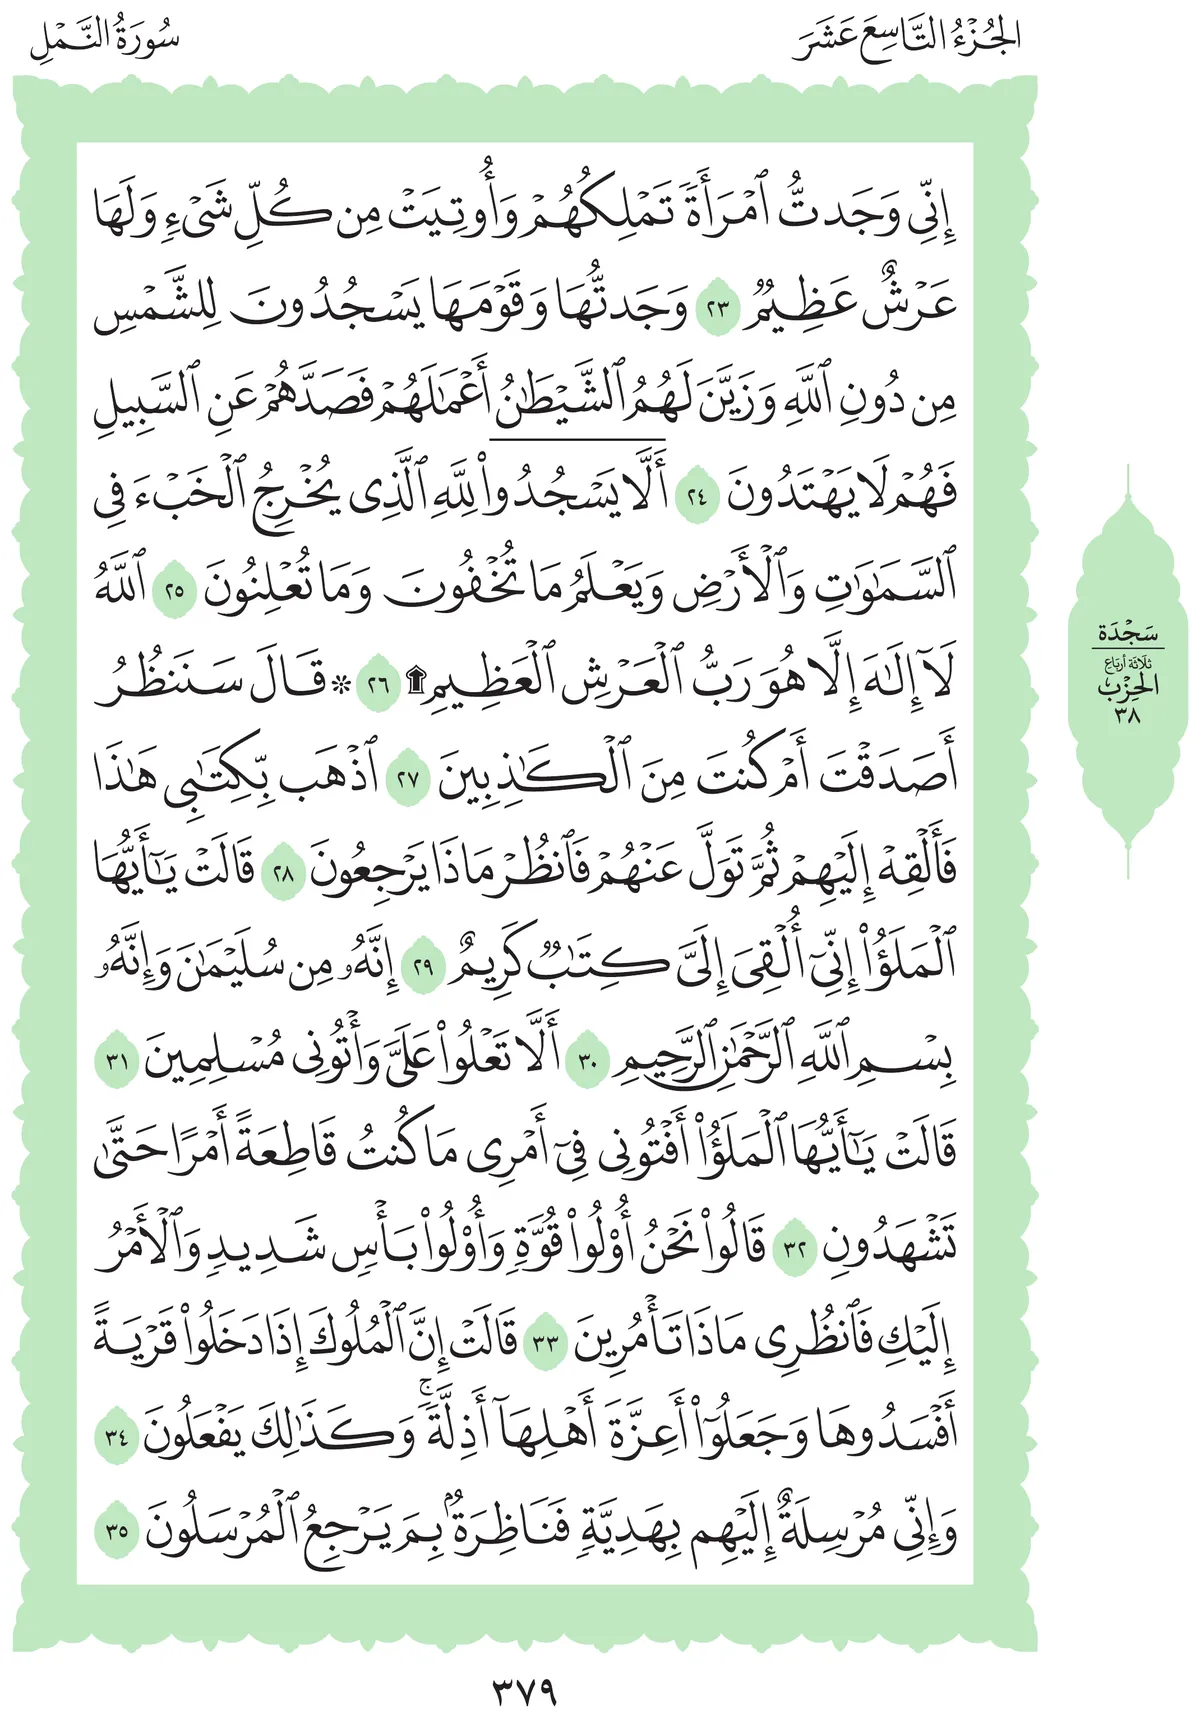 الجُزْءُ التَّاسِعَ عَشَرَ
سُورَةُ النَّمْلِ
إِنِّي وَجَدتُّ ٱمْرَأَةً تَمْلِكُهُمْ وَأُوتِيَتْ مِن كُلِّ شَىْءٍ وَلَهَا
عَرْشٌ عَظِيمٌ ٢٣ وَجَدتُّهَا وَقَوْمَهَا يَسْجُدُونَ لِلشَّمْسِ
مِن دُونِ ٱللَّهِ وَزَيَّنَ لَهُمُ ٱلشَّيْطَٰنُ أَعْمَٰلَهُمْ فَصَدَّهُمْ عَنِ ٱلسَّبِيلِ
فَهُمْ لَا يَهْتَدُونَ ٢٤ أَلَّا يَسْجُدُوا۟ لِلَّهِ ٱلَّذِى يُخْرِجُ ٱلْخَبْءَ فِى
ٱلسَّمَٰوَٰتِ وَٱلْأَرْضِ وَيَعْلَمُ مَا تُخْفُونَ وَمَا تُعْلِنُونَ ٢٥ ٱللَّهُ
لَآ إِلَٰهَ إِلَّا هُوَ رَبُّ ٱلْعَرْشِ ٱلْعَظِيمِ ۩ ٢٦ * قَالَ سَنَنظُرُ
أَصَدَقْتَ أَمْ كُنتَ مِنَ ٱلْكَٰذِبِينَ ٢٧ ٱذْهَب بِّكِتَٰبِى هَٰذَا
فَأَلْقِهْ إِلَيْهِمْ ثُمَّ تَوَلَّ عَنْهُمْ فَٱنظُرْ مَاذَا يَرْجِعُونَ ٢٨ قَالَتْ يَٰٓأَيُّهَا
ٱلْمَلَؤُا۟ إِنِّىٓ أُلْقِىَ إِلَىَّ كِتَٰبٌ كَرِيمٌ ٢٩ إِنَّهُۥ مِن سُلَيْمَٰنَ وَإِنَّهُۥ
بِسْمِ ٱللَّهِ ٱلرَّحْمَٰنِ ٱلرَّحِيمِ ٣٠ أَلَّا تَعْلُوا۟ عَلَىَّ وَأْتُونِى مُسْلِمِينَ ٣١
قَالَتْ يَٰٓأَيُّهَا ٱلْمَلَؤُا۟ أَفْتُونِى فِىٓ أَمْرِى مَا كُنتُ قَاطِعَةً أَمْرًا حَتَّىٰ
تَشْهَدُونِ ٣٢ قَالُوا۟ نَحْنُ أُو۟لُوا۟ قُوَّةٍ وَأُو۟لُوا۟ بَأْسٍ شَدِيدٍ وَٱلْأَمْرُ
إِلَيْكِ فَٱنظُرِى مَاذَا تَأْمُرِينَ ٣٣ قَالَتْ إِنَّ ٱلْمُلُوكَ إِذَا دَخَلُوا۟ قَرْيَةً
أَفْسَدُوهَا وَجَعَلُوٓا۟ أَعِزَّةَ أَهْلِهَآ أَذِلَّةً ۖۚ وَكَذَٰلِكَ يَفْعَلُونَ ٣٤
وَإِنِّى مُرْسِلَةٌ إِلَيْهِم بِهَدِيَّةٍ فَنَاظِرَةٌۢ بِمَ يَرْجِعُ ٱلْمُرْسَلُونَ ٣٥
سَجْدَة
ثلاثة أرباع
الحِزْب
٣٨
٣٧٩